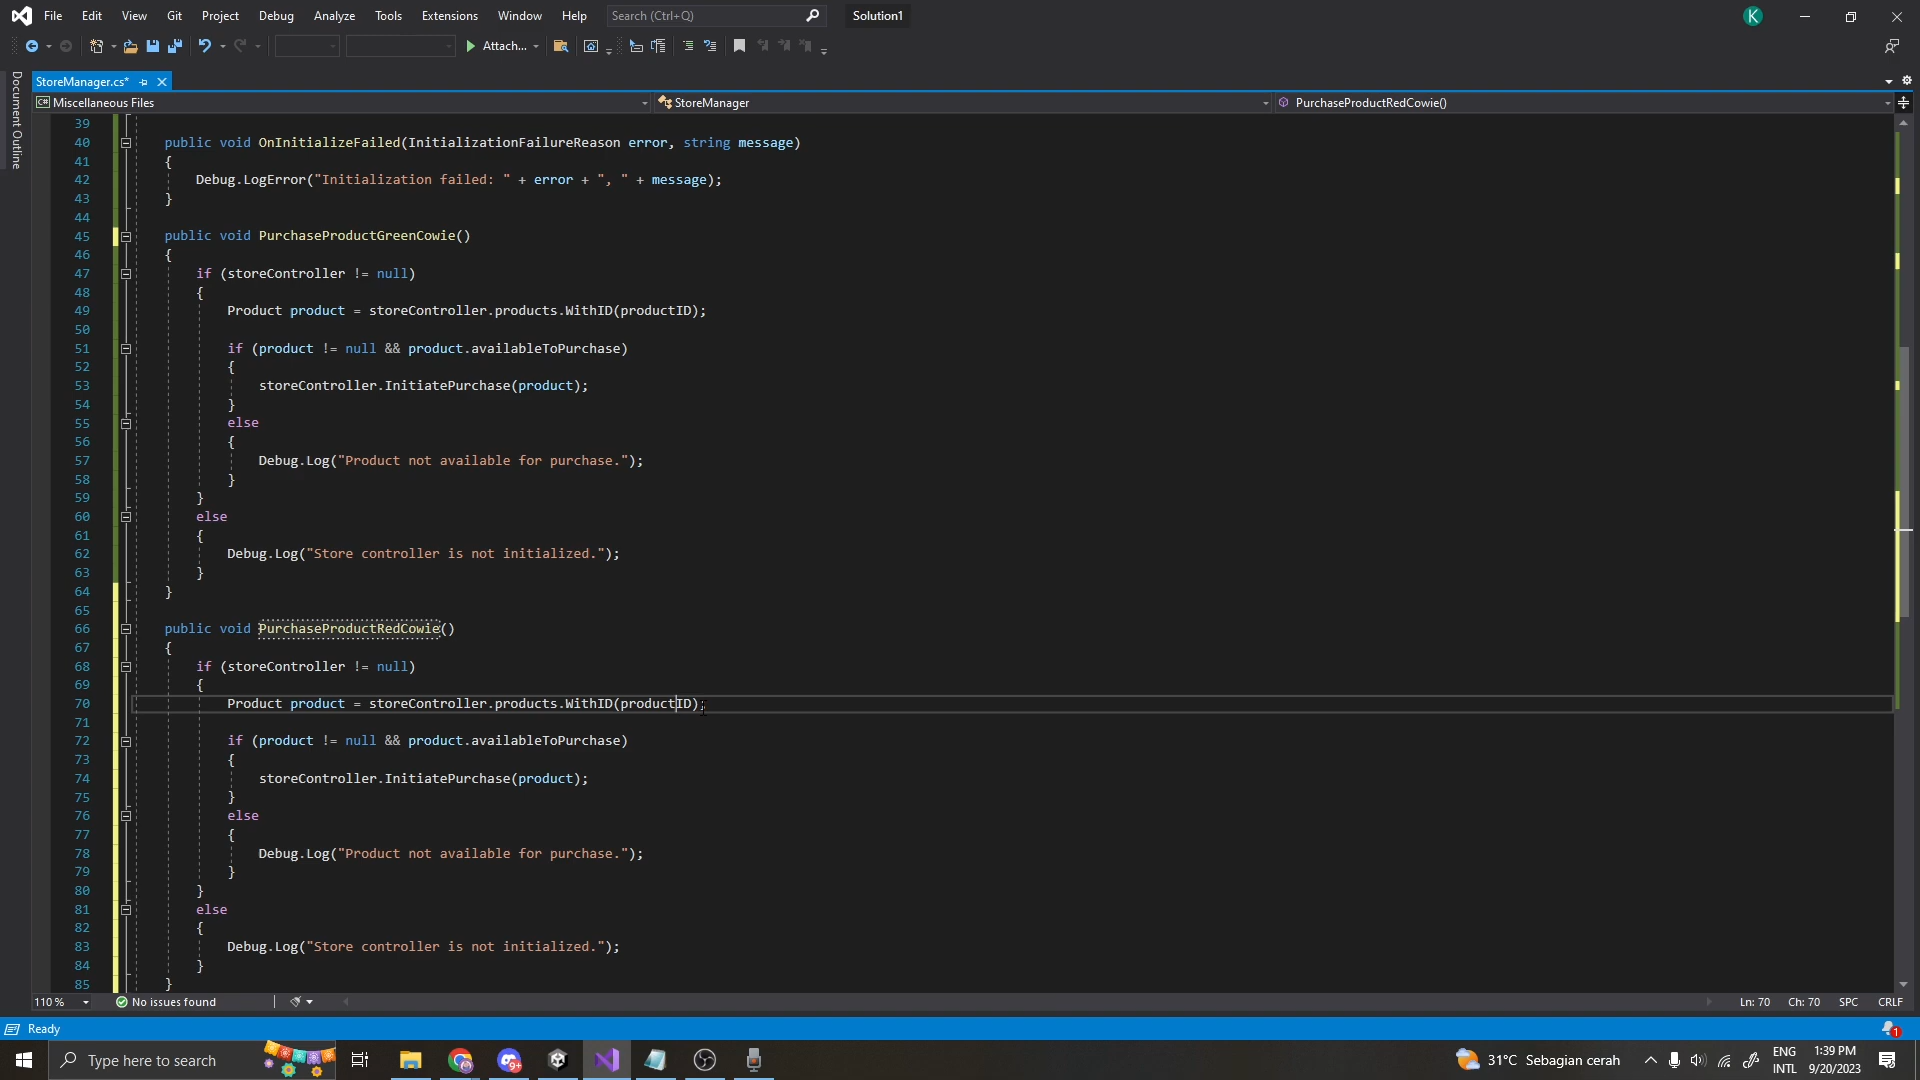 File Edit View Git Project Debug Analyze Tools Extensions Window Help Search (Ctrl+Q) Solution1 K
Attach...
Document Outline
StoreManager.cs*
Miscellaneous Files StoreManager PurchaseProductRedCowie()
39
40 public void OnInitializeFailed(InitializationFailureReason error, string message)
41 {
42 Debug.LogError("Initialization failed: " + error + ", " + message);
43 }
44
45 public void PurchaseProductGreenCowie()
46 {
47 if (storeController != null)
48 {
49 Product product = storeController.products.WithID(productID);
50
51 if (product != null && product.availableToPurchase)
52 {
53 storeController.InitiatePurchase(product);
54 }
55 else
56 {
57 Debug.Log("Product not available for purchase.");
58 }
59 }
60 else
61 {
62 Debug.Log("Store controller is not initialized.");
63 }
64 }
65
66 public void PurchaseProductRedCowie()
67 {
68 if (storeController != null)
69 {
70 Product product = storeController.products.WithID(productID);
71
72 if (product != null && product.availableToPurchase)
73 {
74 storeController.InitiatePurchase(product);
75 }
76 else
77 {
78 Debug.Log("Product not available for purchase.");
79 }
80 }
81 else
82 {
83 Debug.Log("Store controller is not initialized.");
84 }
85 }
110 % No issues found Ln: 70 Ch: 70 SPC CRLF
Ready 1
Type here to search 9+ 31°C Sebagian cerah ENG INTL 1:39 PM 9/20/2023